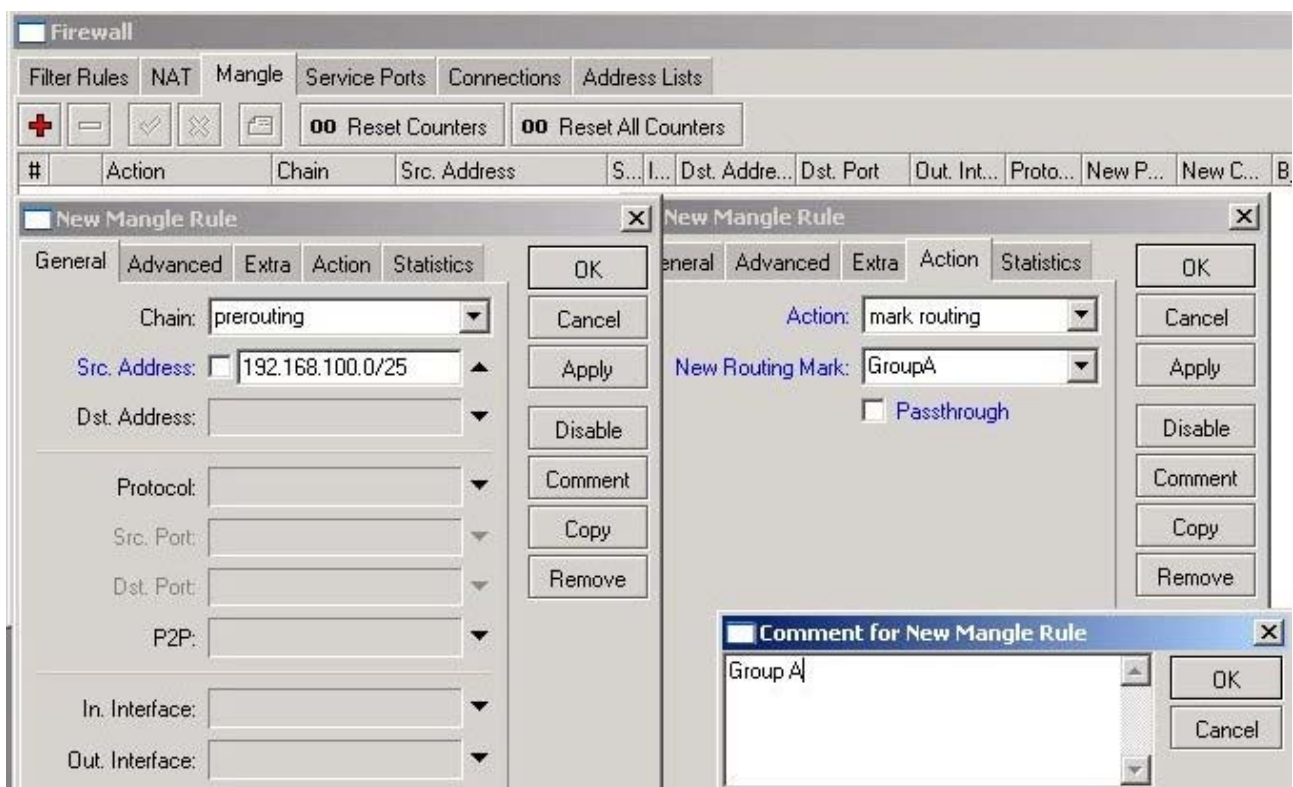 Firewall
Filter Rules NAT Mangle Service Ports Connections Address Lists
00 Reset Counters 00 Reset All Counters
# Action Chain Src. Address S... I... Dst. Addre... Dst. Port Out. Int... Proto... New P... New C... B
New Mangle Rule
General Advanced Extra Action Statistics
Chain: prerouting
Src. Address: 192.168.100.0/25
Dst. Address:
Protocol:
Src. Port:
Dst. Port:
P2P:
In. Interface:
Out. Interface:
OK
Cancel
Apply
Disable
Comment
Copy
Remove
New Mangle Rule
eneral Advanced Extra Action Statistics
Action: mark routing
New Routing Mark: GroupA
Passthrough
OK
Cancel
Apply
Disable
Comment
Copy
Remove
Comment for New Mangle Rule
Group A
OK
Cancel